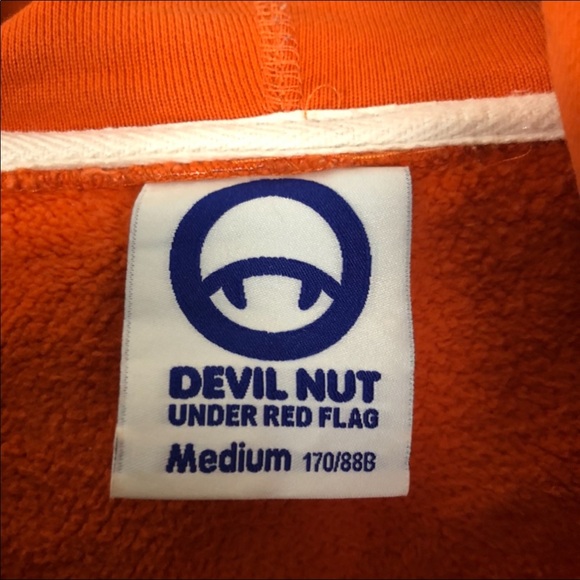 DEVIL NUT
UNDER RED FLAG
Medium 170/88B